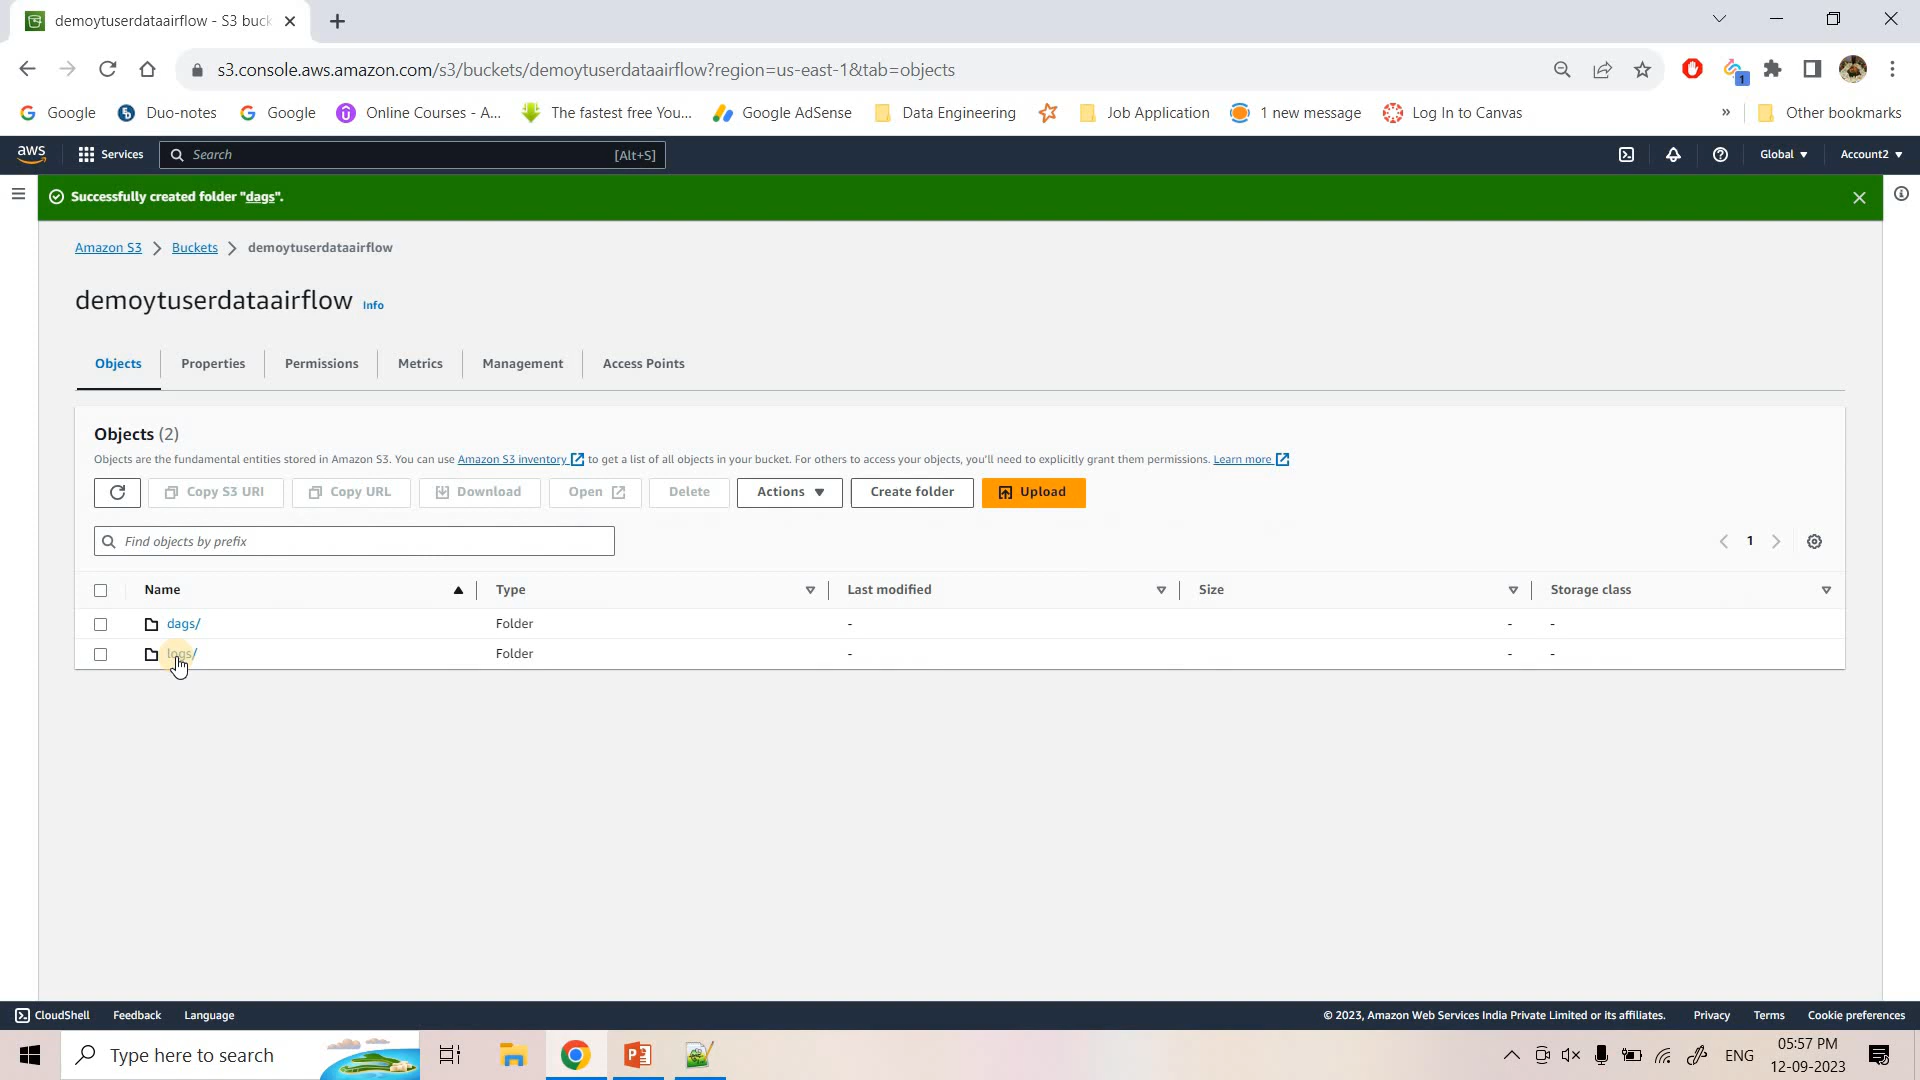 demoytuserdataairflow - S3 buck
s3.console.aws.amazon.com/s3/buckets/demoytuserdataairflow?region=us-east-1&tab=objects
1
Google
Duo-notes
Google
Online Courses - A...
The fastest free You...
Google AdSense
Data Engineering
Job Application
1 new message
Log In to Canvas
»
Other bookmarks
aws
Services
Search
[Alt+S]
Global
Account2
Successfully created folder "dags".
Amazon S3
Buckets
demoytuserdataairflow
demoytuserdataairflow Info
Objects
Properties
Permissions
Metrics
Management
Access Points
Objects (2)
Objects are the fundamental entities stored in Amazon S3. You can use Amazon S3 inventory to get a list of all objects in your bucket. For others to access your objects, you'll need to explicitly grant them permissions. Learn more
Copy S3 URI
Copy URL
Download
Open
Delete
Actions
Create folder
Upload
Find objects by prefix
1
Name
Type
Last modified
Size
Storage class
dags/
Folder
-
-
-
logs/
Folder
-
-
-
CloudShell
Feedback
Language
© 2023, Amazon Web Services India Private Limited or its affiliates.
Privacy
Terms
Cookie preferences
Type here to search
ENG
05:57 PM
12-09-2023